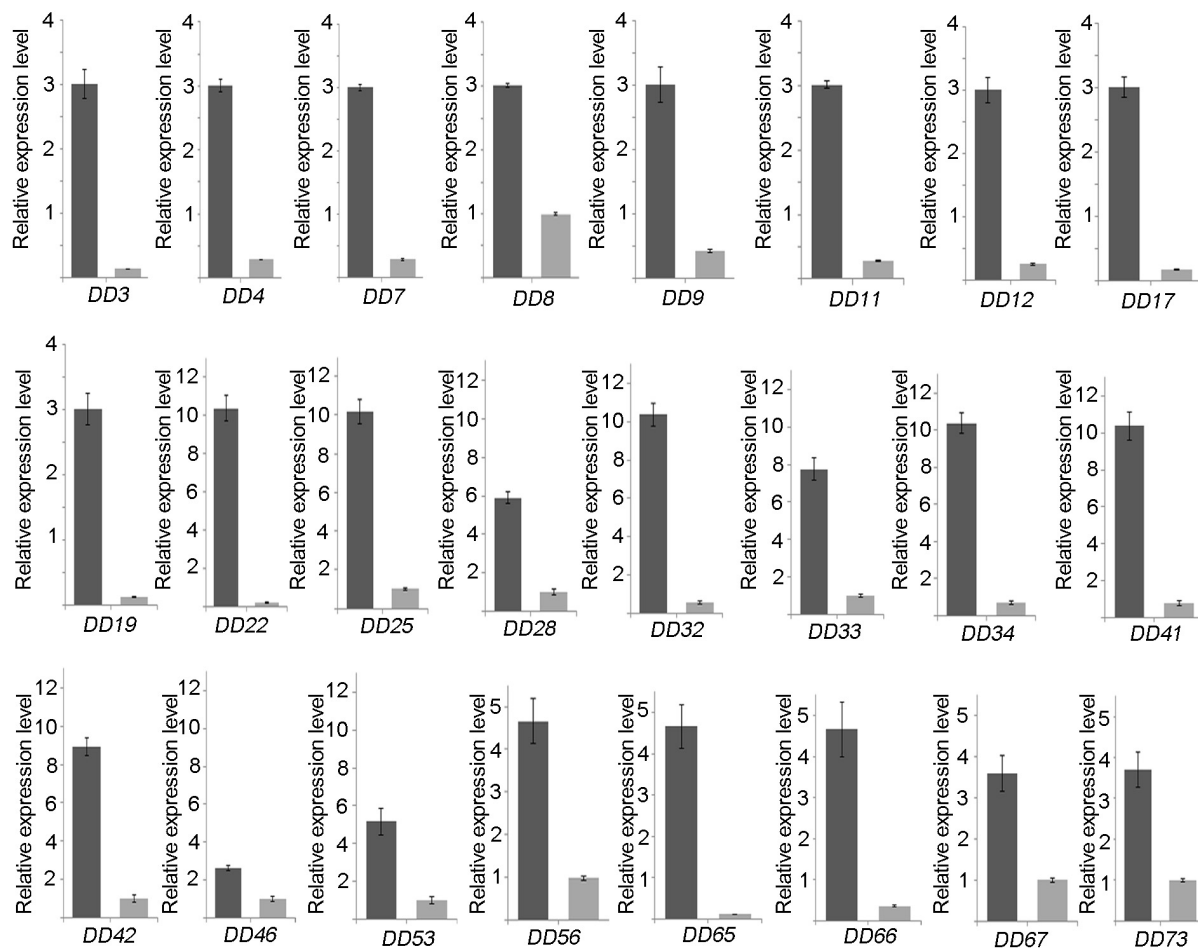 Relative expression level
4
3
2
1
DD3
Relative expression level
4
3
2
1
DD4
Relative expression level
4
3
2
1
DD7
Relative expression level
4
3
2
1
DD8
Relative expression level
4
3
2
1
DD9
Relative expression level
4
3
2
1
DD11
Relative expression level
4
3
2
1
DD12
Relative expression level
4
3
2
1
DD17
Relative expression level
4
3
2
1
DD19
Relative expression level
12
10
8
6
4
2
DD22
Relative expression level
12
10
8
6
4
2
DD25
Relative expression level
12
10
8
6
4
2
DD28
Relative expression level
12
10
8
6
4
2
DD32
Relative expression level
12
10
8
6
4
2
DD33
Relative expression level
12
10
8
6
4
2
DD34
Relative expression level
12
10
8
6
4
2
DD41
Relative expression level
12
10
8
6
4
2
DD42
Relative expression level
12
10
8
6
4
2
DD46
Relative expression level
12
10
8
6
4
2
DD53
Relative expression level
5
4
3
2
1
DD56
Relative expression level
5
4
3
2
1
DD65
Relative expression level
5
4
3
2
1
DD66
Relative expression level
5
4
3
2
1
DD67
Relative expression level
5
4
3
2
1
DD73